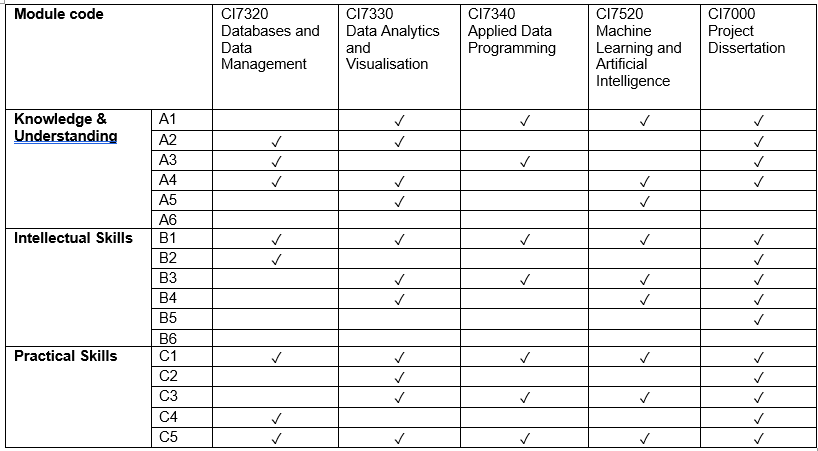 Module code CI7320 CI7330 CI7340 CI7520 CI7000
Databases and Data Analytics Applied Data Machine Project
Data and Programming Learning and Dissertation
Management Visualisation Artificial
Intelligence
Knowledge & A1 ✓ ✓ ✓ ✓
Understanding A2 ✓ ✓ ✓
A3 ✓ ✓ ✓
A4 ✓ ✓ ✓ ✓
A5 ✓ ✓
A6
Intellectual Skills B1 ✓ ✓ ✓ ✓ ✓
B2 ✓ ✓
B3 ✓ ✓ ✓ ✓
B4 ✓ ✓ ✓
B5 ✓
B6
Practical Skills C1 ✓ ✓ ✓ ✓ ✓
C2 ✓ ✓
C3 ✓ ✓ ✓ ✓
C4 ✓ ✓
C5 ✓ ✓ ✓ ✓ ✓